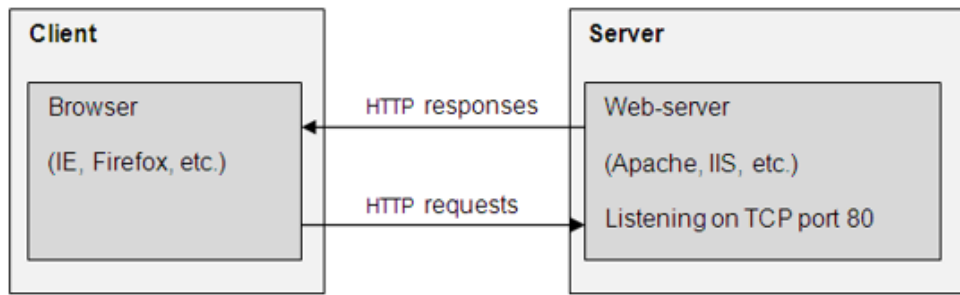 Client
Browser
(IE, Firefox, etc.)
HTTP responses
HTTP requests
Server
Web-server
(Apache, IIS, etc.)
Listening on TCP port 80